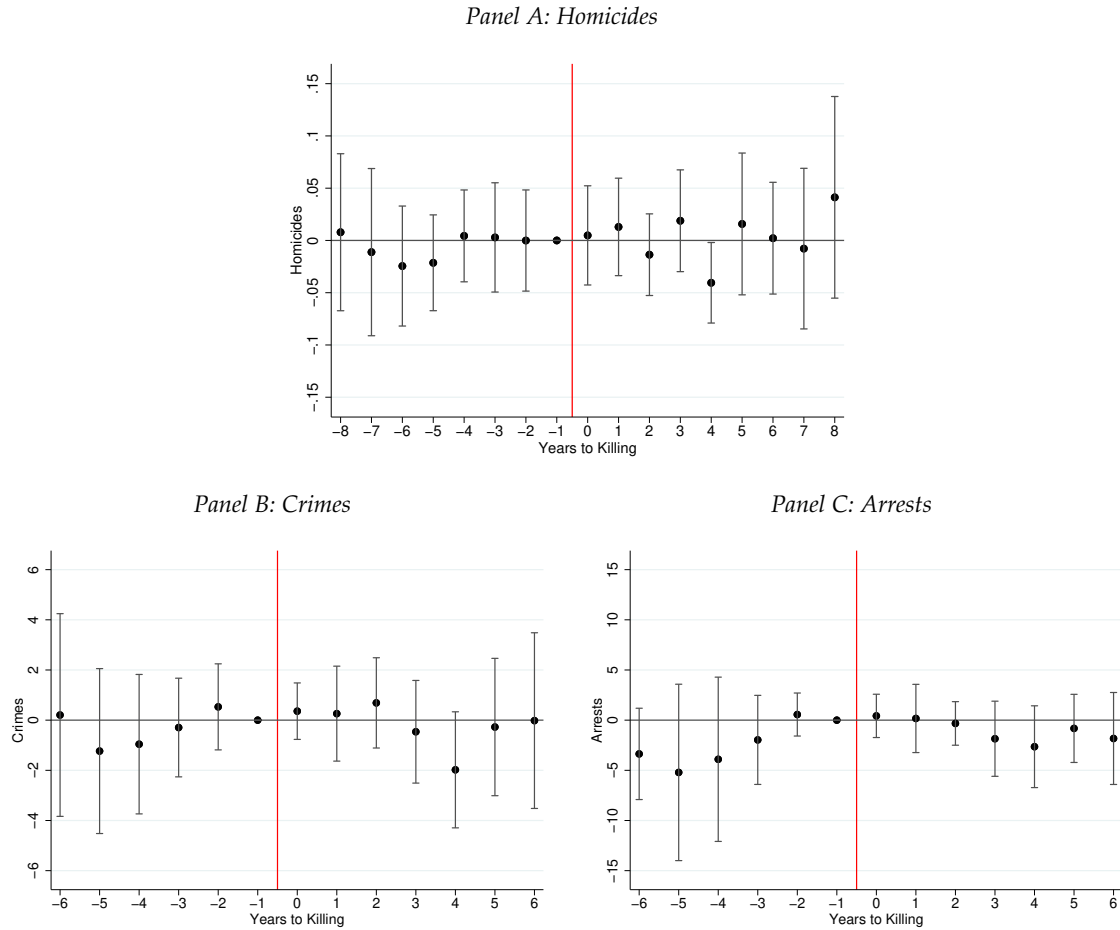 Panel A: Homicides
.15
.1
.05
0
−.05
−.1
−.15
Homicides
−8 −7 −6 −5 −4 −3 −2 −1 0 1 2 3 4 5 6 7 8
Years to Killing
Panel B: Crimes
6
4
2
0
−2
−4
−6
Crimes
−6 −5 −4 −3 −2 −1 0 1 2 3 4 5 6
Years to Killing
Panel C: Arrests
15
10
5
0
−5
−10
−15
Arrests
−6 −5 −4 −3 −2 −1 0 1 2 3 4 5 6
Years to Killing